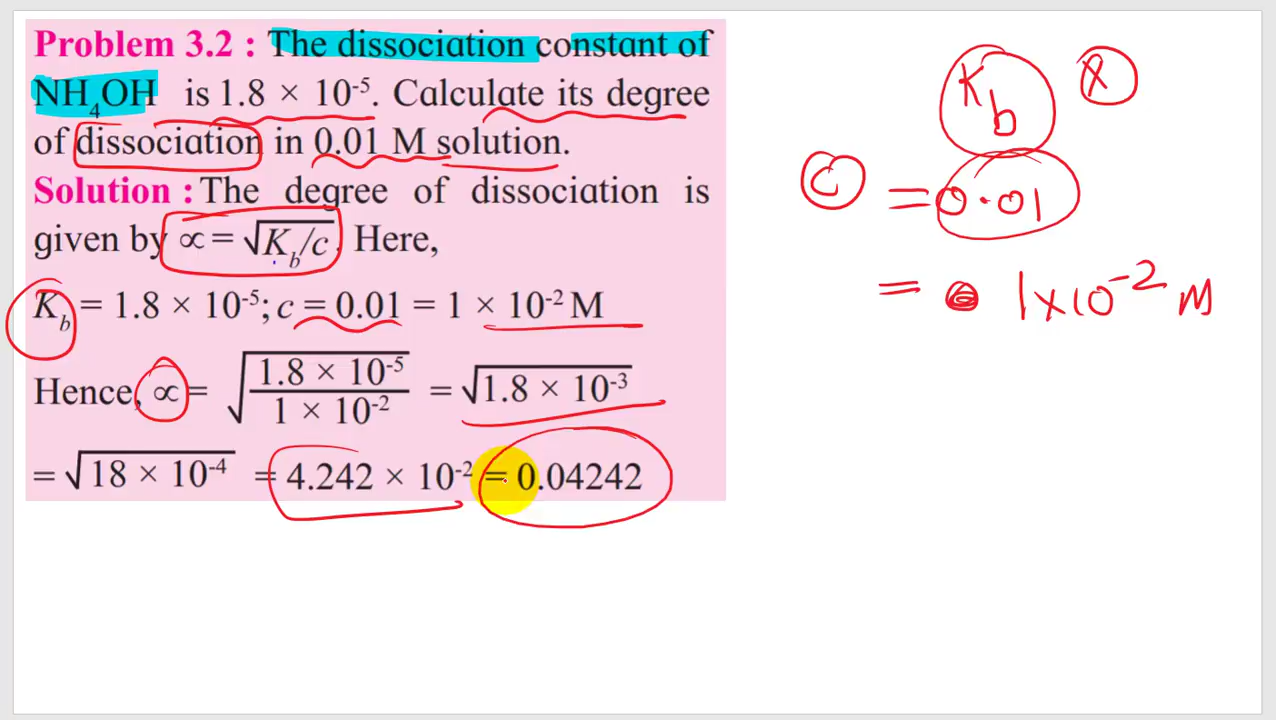 Problem 3.2 : The dissociation constant of
NH₄OH is 1.8 × 10⁻⁵. Calculate its degree
of dissociation in 0.01 M solution.
Solution : The degree of dissociation is
given by ∝ = √K_b/c. Here,
K_b = 1.8 × 10⁻⁵; c = 0.01 = 1 × 10⁻² M
Hence, ∝ = √(1.8 × 10⁻⁵ / 1 × 10⁻²) = √1.8 × 10⁻³
= √18 × 10⁻⁴ = 4.242 × 10⁻² = 0.04242
K_b
C = 0.01
= 1 × 10⁻² M